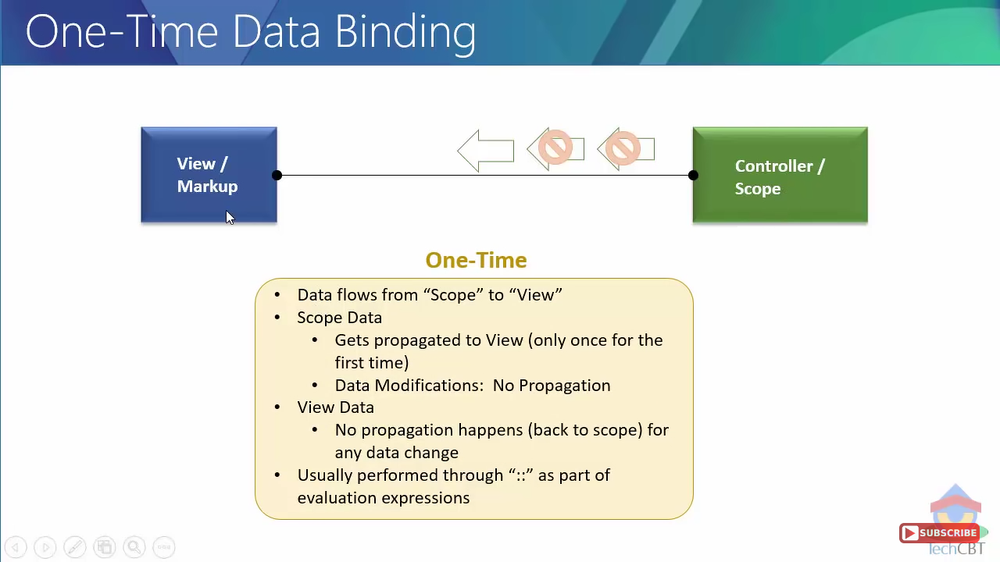 One-Time Data Binding
View /
Markup
Controller /
Scope
One-Time
• Data flows from “Scope” to “View”
• Scope Data
• Gets propagated to View (only once for the
first time)
• Data Modifications:  No Propagation
• View Data
• No propagation happens (back to scope) for
any data change
• Usually performed through “::” as part of
evaluation expressions
SUBSCRIBE
TechCBT